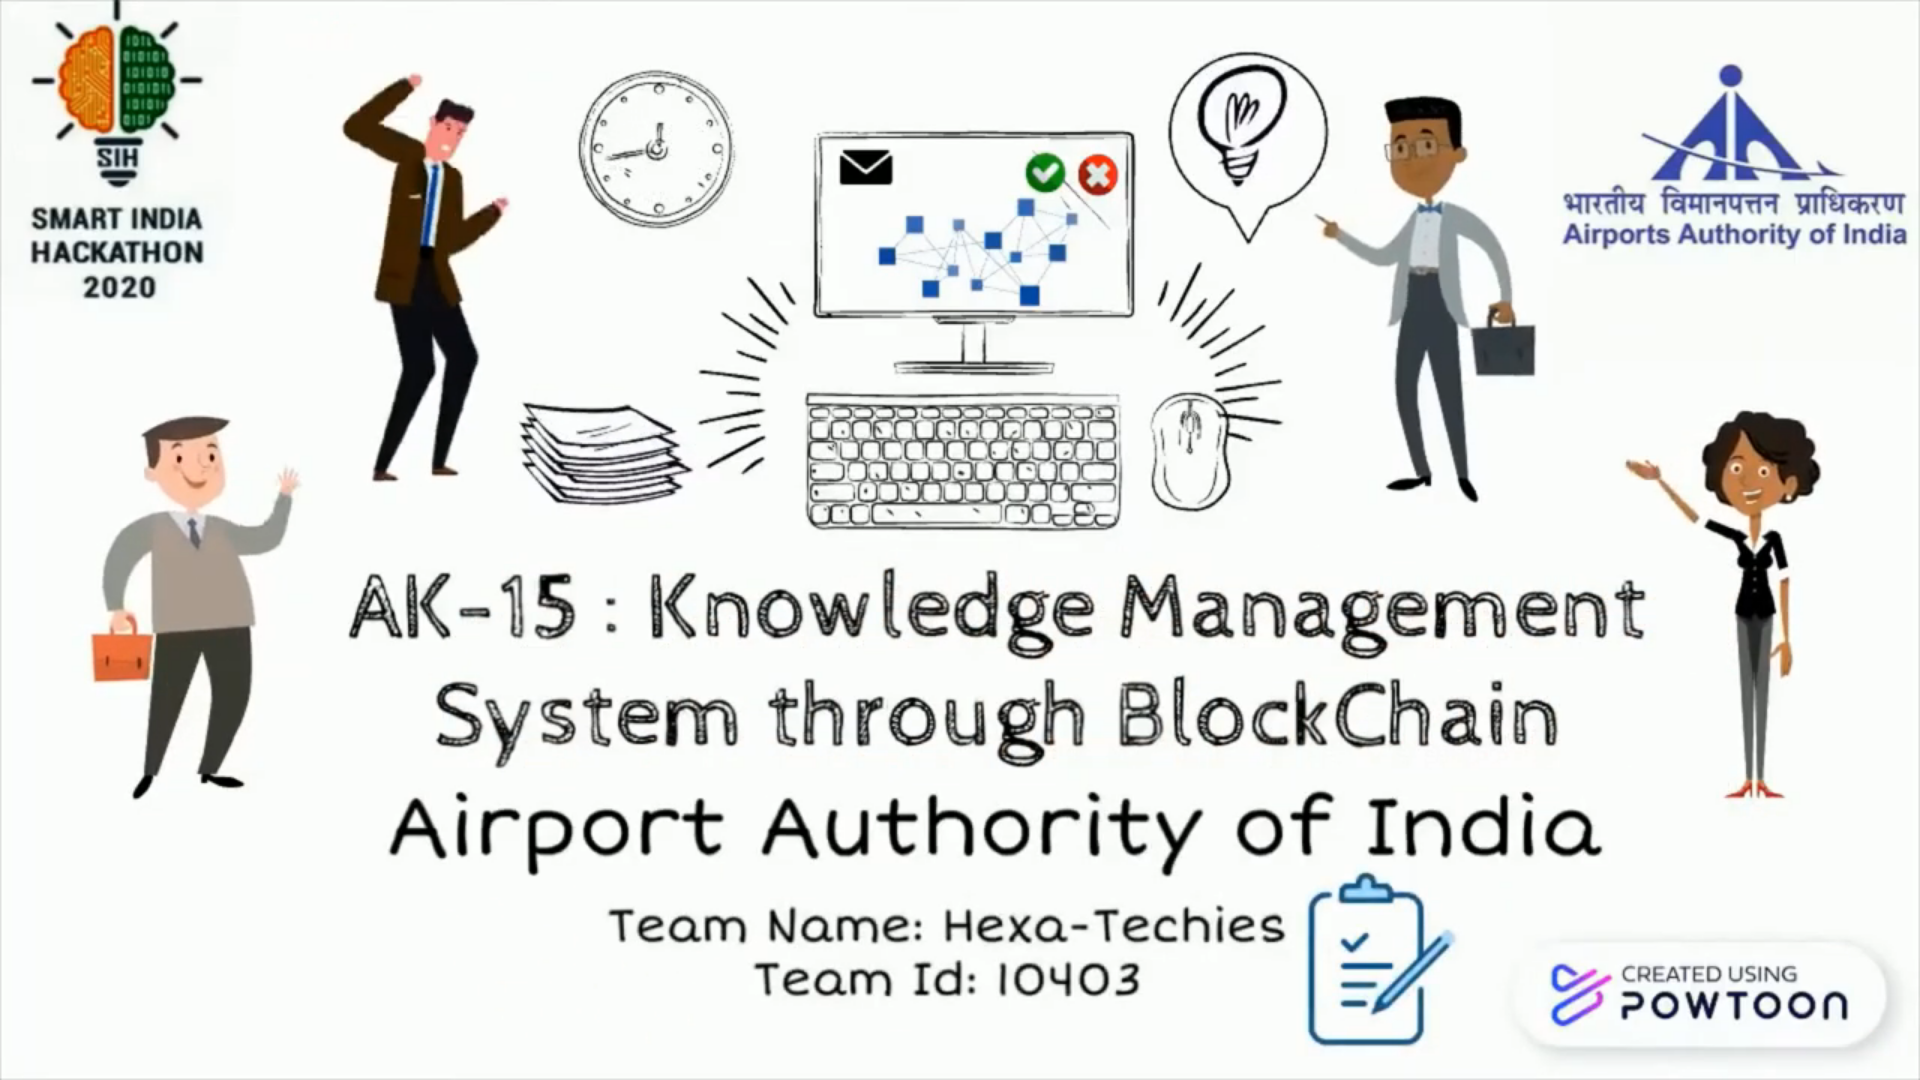 SIH
SMART INDIA
HACKATHON
2020
भारतीय विमानपत्तन प्राधिकरण
Airports Authority of India
AK-15 : Knowledge Management
System through BlockChain
Airport Authority of India
Team Name: Hexa-Techies
Team Id: 10403
CREATED USING
POWTOON